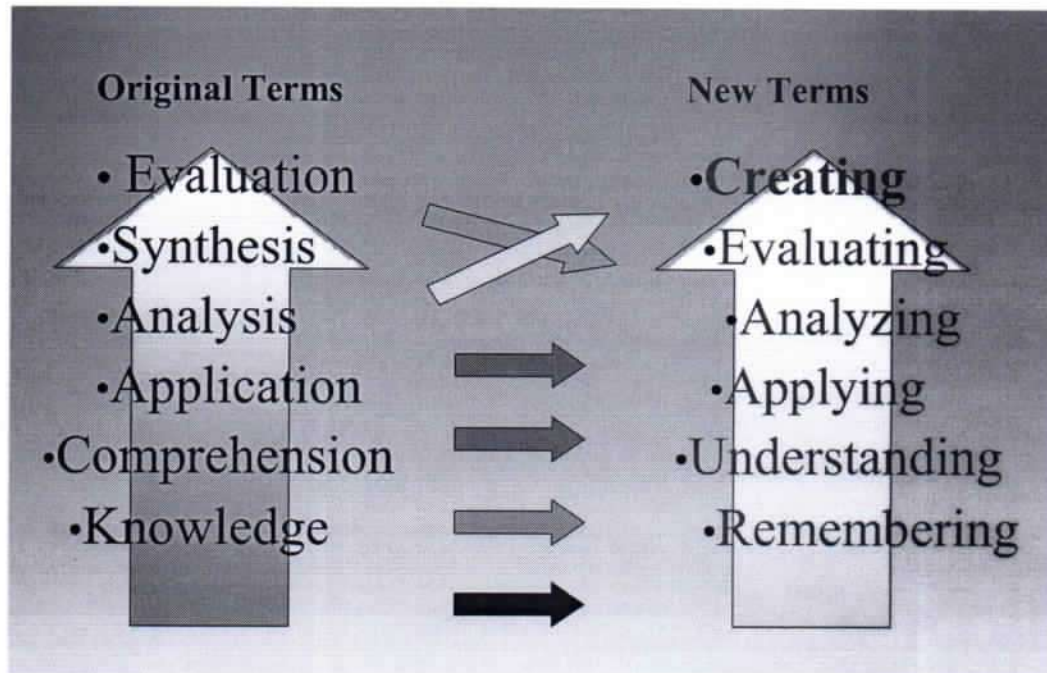 Original Terms
• Evaluation
•Synthesis
•Analysis
•Application
•Comprehension
•Knowledge
New Terms
•Creating
•Evaluating
•Analyzing
•Applying
•Understanding
•Remembering